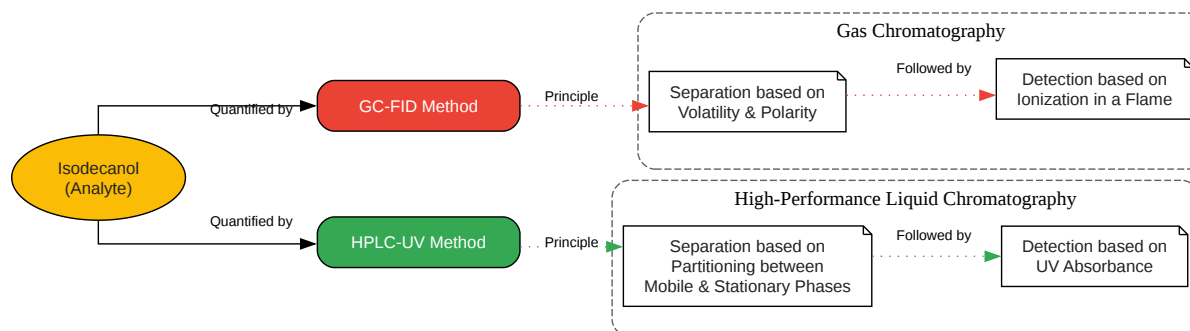 Gas Chromatography
Quantified by
GC-FID Method
Principle
Separation based on
Volatility & Polarity
Followed by
Detection based on
Ionization in a Flame
Isodecanol
(Analyte)
High-Performance Liquid Chromatography
Quantified by
HPLC-UV Method
Principle
Separation based on
Partitioning between
Mobile & Stationary Phases
Followed by
Detection based on
UV Absorbance